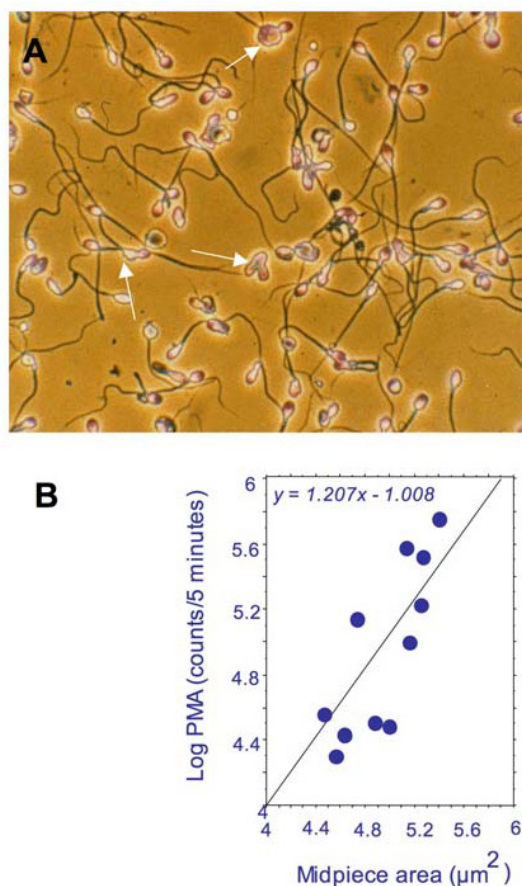 A
B
y = 1.207x - 1.008
Log PMA (counts/5 minutes)
6
5.6
5.2
4.8
4.4
4
4 4.4 4.8 5.2 5.6 6
Midpiece area (µm²)